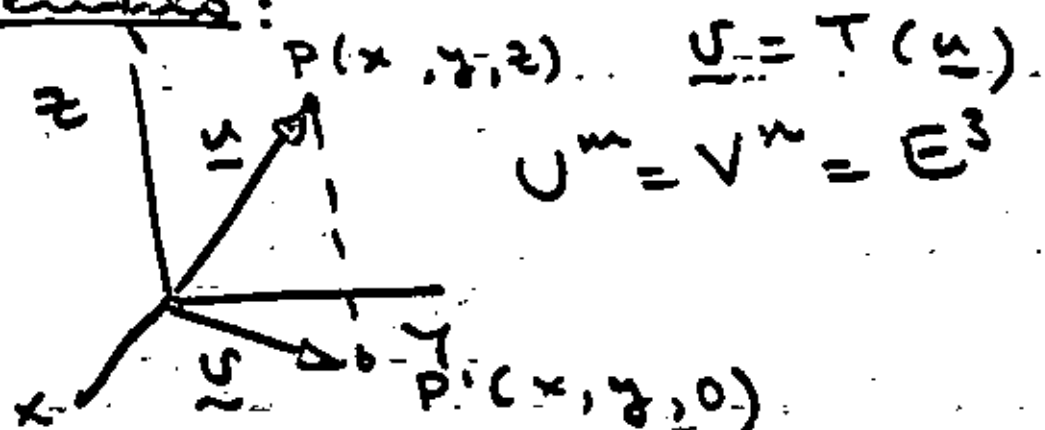 P(x, y, z) v = T(u)
z u U^m = V^n = E^3
Y
x v P'(x, y, 0)